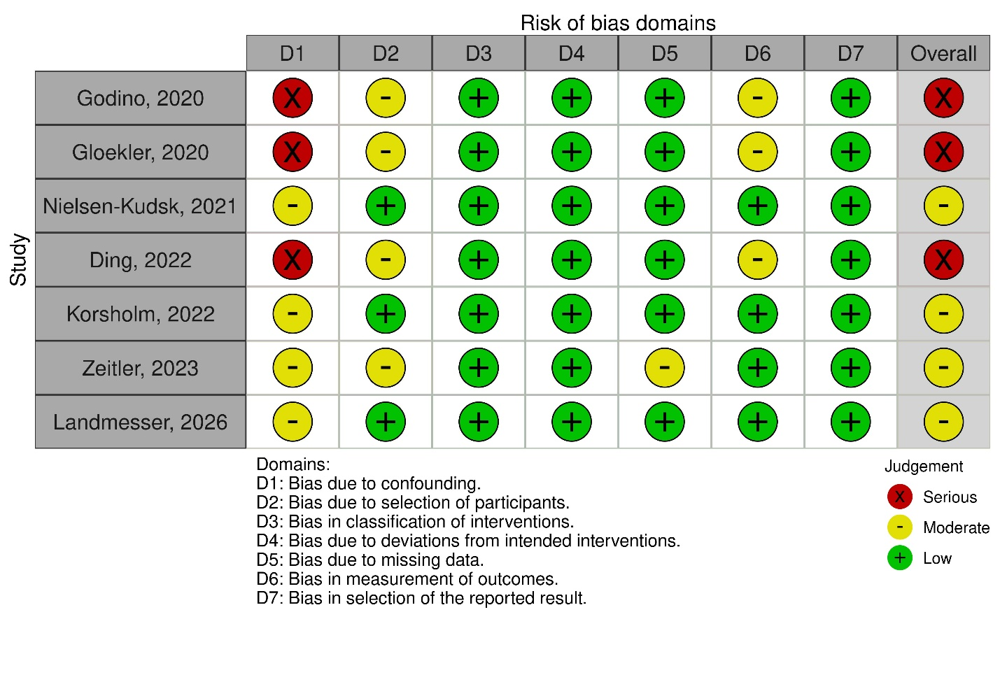 Risk of bias domains
D1 D2 D3 D4 D5 D6 D7 Overall
Study
Godino, 2020 X - + + + - + X
Gloekler, 2020 X - + + + - + X
Nielsen-Kudsk, 2021 - + + + + + + -
Ding, 2022 X - + + + - + X
Korsholm, 2022 - + + + + + + -
Zeitler, 2023 - - + + - + + -
Landmesser, 2026 - + + + + + + -
Domains:
D1: Bias due to confounding.
D2: Bias due to selection of participants.
D3: Bias in classification of interventions.
D4: Bias due to deviations from intended interventions.
D5: Bias due to missing data.
D6: Bias in measurement of outcomes.
D7: Bias in selection of the reported result.
Judgement
X Serious
- Moderate
+ Low